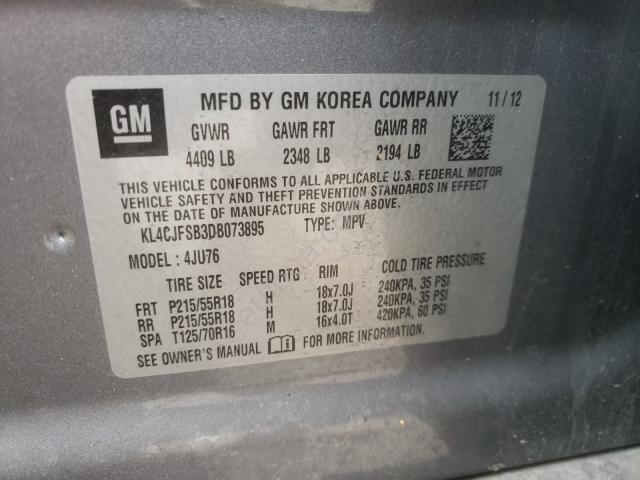 GM
MFD BY GM KOREA COMPANY 11/12
GVWR GAWR FRT GAWR RR
4409 LB 2348 LB 2194 LB
THIS VEHICLE CONFORMS TO ALL APPLICABLE U.S. FEDERAL MOTOR
VEHICLE SAFETY AND THEFT PREVENTION STANDARDS IN EFFECT
ON THE DATE OF MANUFACTURE SHOWN ABOVE.
KL4CJFSB3DB073895 TYPE: MPV
MODEL: 4JU76
TIRE SIZE SPEED RTG RIM COLD TIRE PRESSURE
FRT P215/55R18 H 18x7.0J 240KPA, 35 PSI
RR P215/55R18 H 18x7.0J 240KPA, 35 PSI
SPA T125/70R16 M 16x4.0T 420KPA, 60 PSI
SEE OWNER'S MANUAL i FOR MORE INFORMATION.